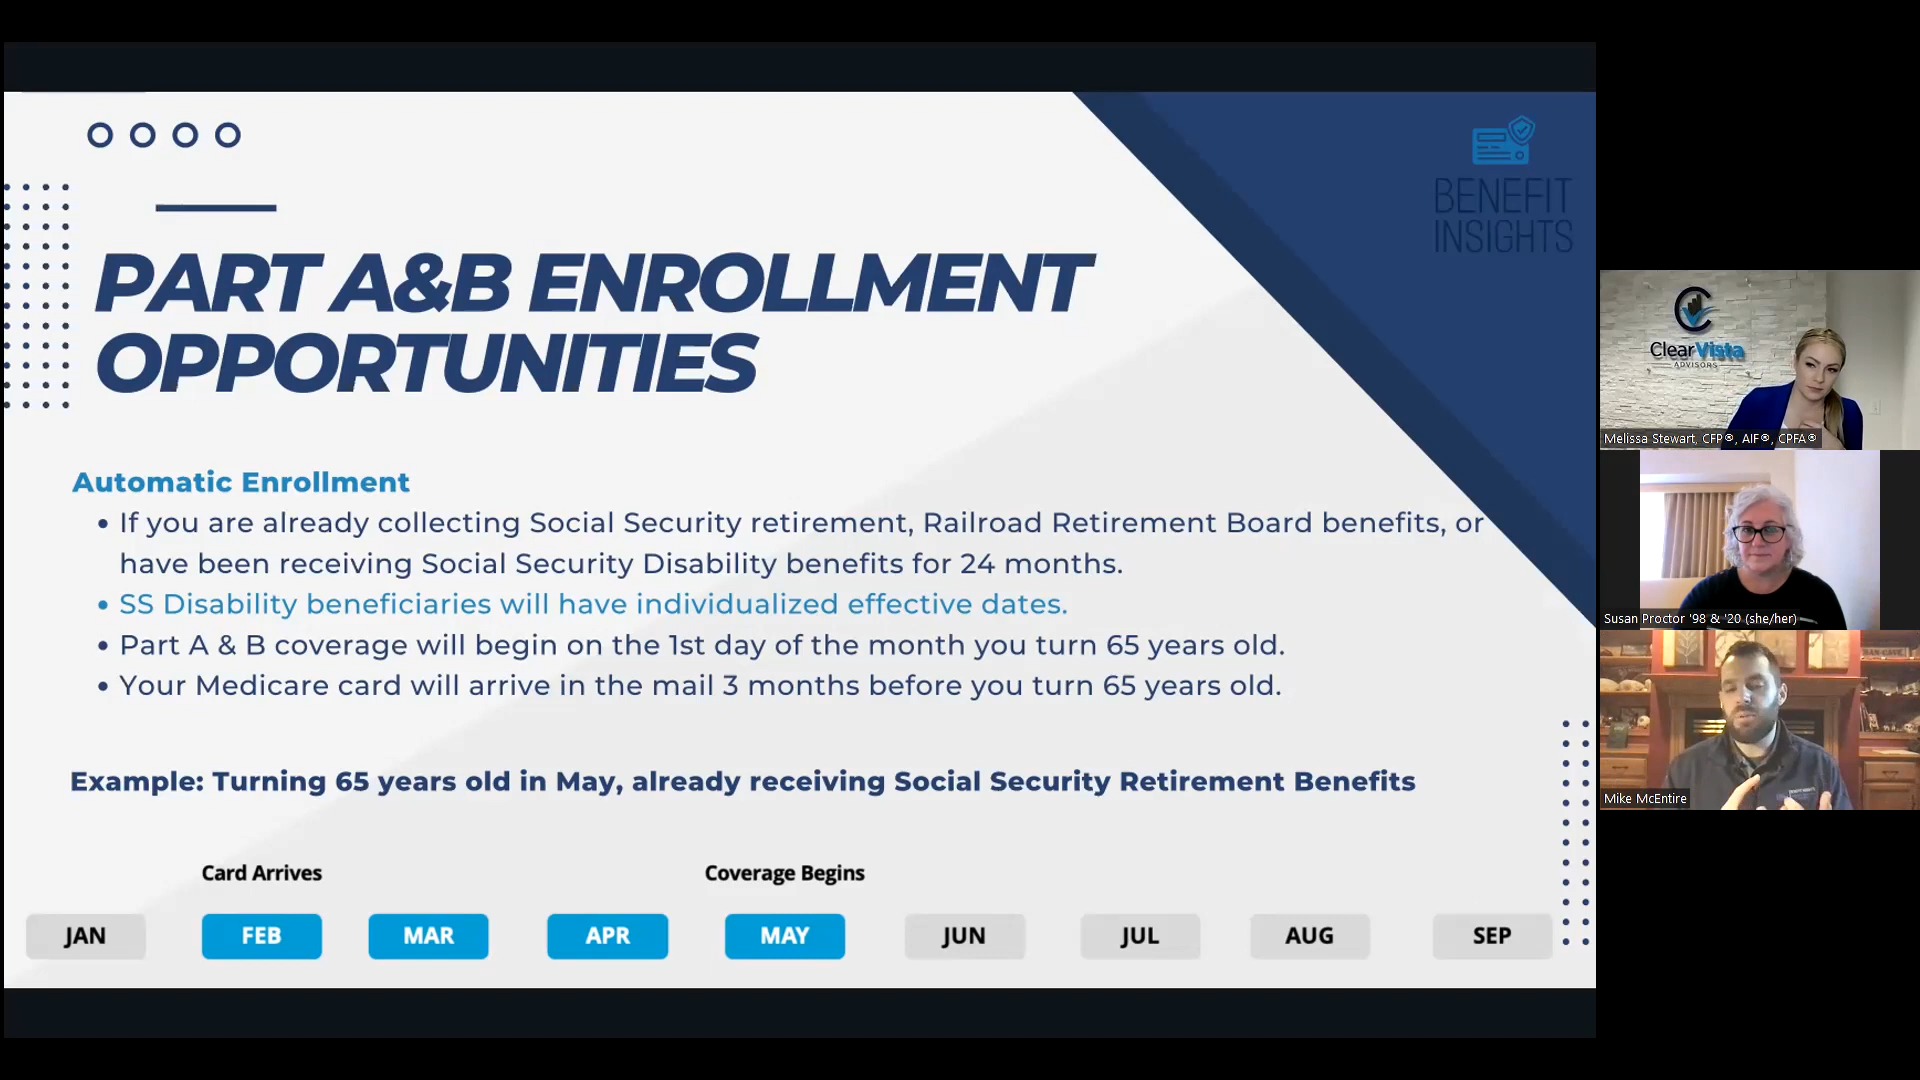 BENEFIT
INSIGHTS
PART A&B ENROLLMENT
OPPORTUNITIES
Automatic Enrollment
• If you are already collecting Social Security retirement, Railroad Retirement Board benefits, or
have been receiving Social Security Disability benefits for 24 months.
• SS Disability beneficiaries will have individualized effective dates.
• Part A & B coverage will begin on the 1st day of the month you turn 65 years old.
• Your Medicare card will arrive in the mail 3 months before you turn 65 years old.
Example: Turning 65 years old in May, already receiving Social Security Retirement Benefits
Card Arrives
Coverage Begins
JAN
FEB
MAR
APR
MAY
JUN
JUL
AUG
SEP
ClearVista
ADVISORS
Melissa Stewart, CFP®, AIF®, CPFA®
Susan Proctor '98 & '20 (she/her)
Mike McEntire